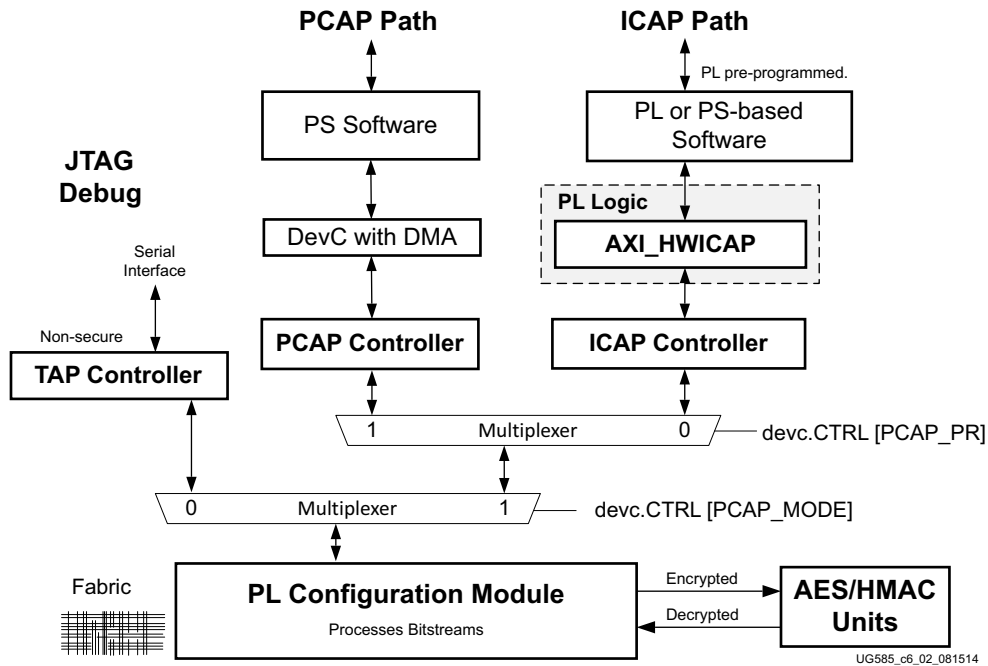 PCAP Path
ICAP Path
PL pre-programmed.
PS Software
PL or PS-based
Software
JTAG
Debug
PL Logic
DevC with DMA
AXI_HWICAP
Serial
Interface
Non-secure
PCAP Controller
ICAP Controller
TAP Controller
1 Multiplexer 0
devc.CTRL [PCAP_PR]
0 Multiplexer 1
devc.CTRL [PCAP_MODE]
Fabric
PL Configuration Module
Processes Bitstreams
Encrypted
Decrypted
AES/HMAC
Units
UG585_c6_02_081514